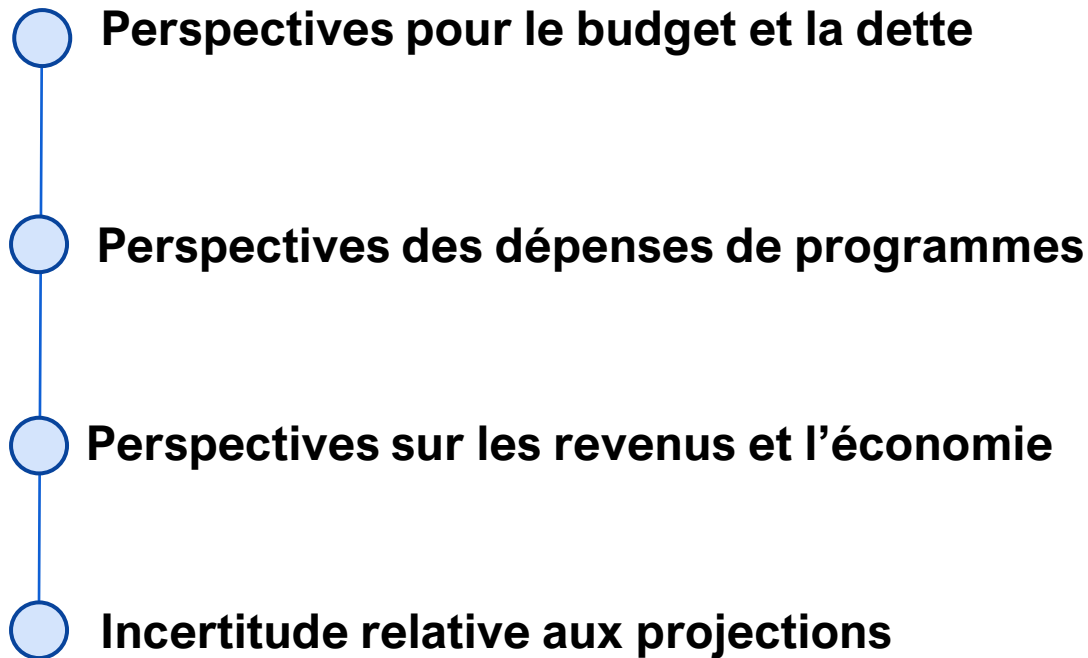 Perspectives pour le budget et la dette
Perspectives des dépenses de programmes
Perspectives sur les revenus et l’économie
Incertitude relative aux projections